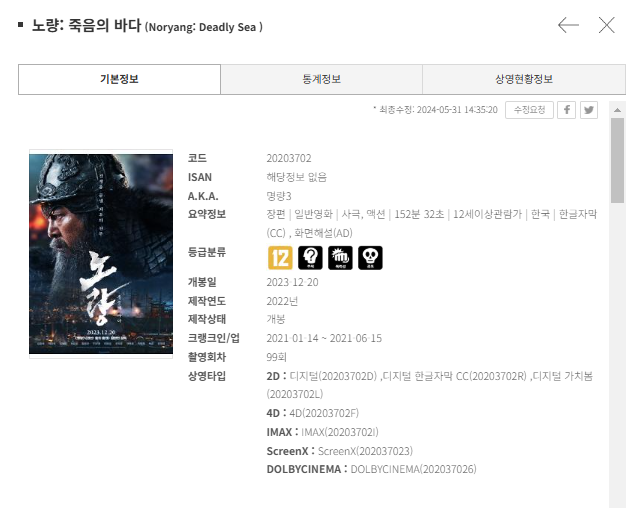 노량: 죽음의 바다 (Noryang: Deadly Sea )
기본정보
통계정보
상영현황정보
* 최종수정: 2024-05-31 14:35:20
수정요청
코드 20203702
ISAN 해당정보 없음
A.K.A. 명량3
요약정보 장편 | 일반영화 | 사극, 액션 | 152분 32초 | 12세이상관람가 | 한국 | 한글자막
(CC) , 화면해설(AD)
등급분류 12
개봉일 2023-12-20
제작연도 2022년
제작상태 개봉
크랭크인/업 2021-01-14 ~ 2021-06-15
촬영회차 99회
상영타입 2D : 디지털(20203702D) ,디지털 한글자막 CC(20203702R) ,디지털 가치봄
(20203702L)
4D : 4D(20203702F)
IMAX : IMAX(20203702I)
ScreenX : ScreenX(202037023)
DOLBYCINEMA : DOLBYCINEMA(202037026)
노량
2023.12.20